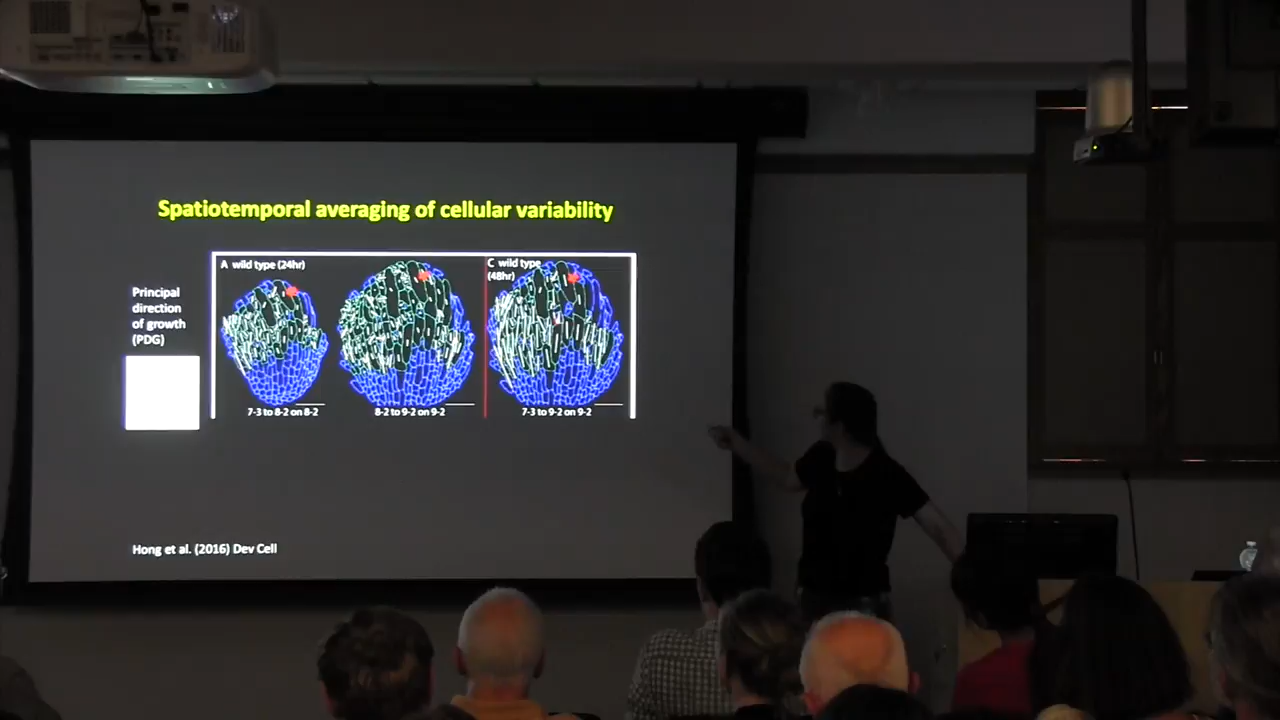 Spatiotemporal averaging of cellular variability
Principal
direction
of growth
(PDG)
A wild type (24hr)
C wild type
(48hr)
7-3 to 8-2 on 8-2
8-2 to 9-2 on 9-2
7-3 to 9-2 on 9-2
Hong et al. (2016) Dev Cell